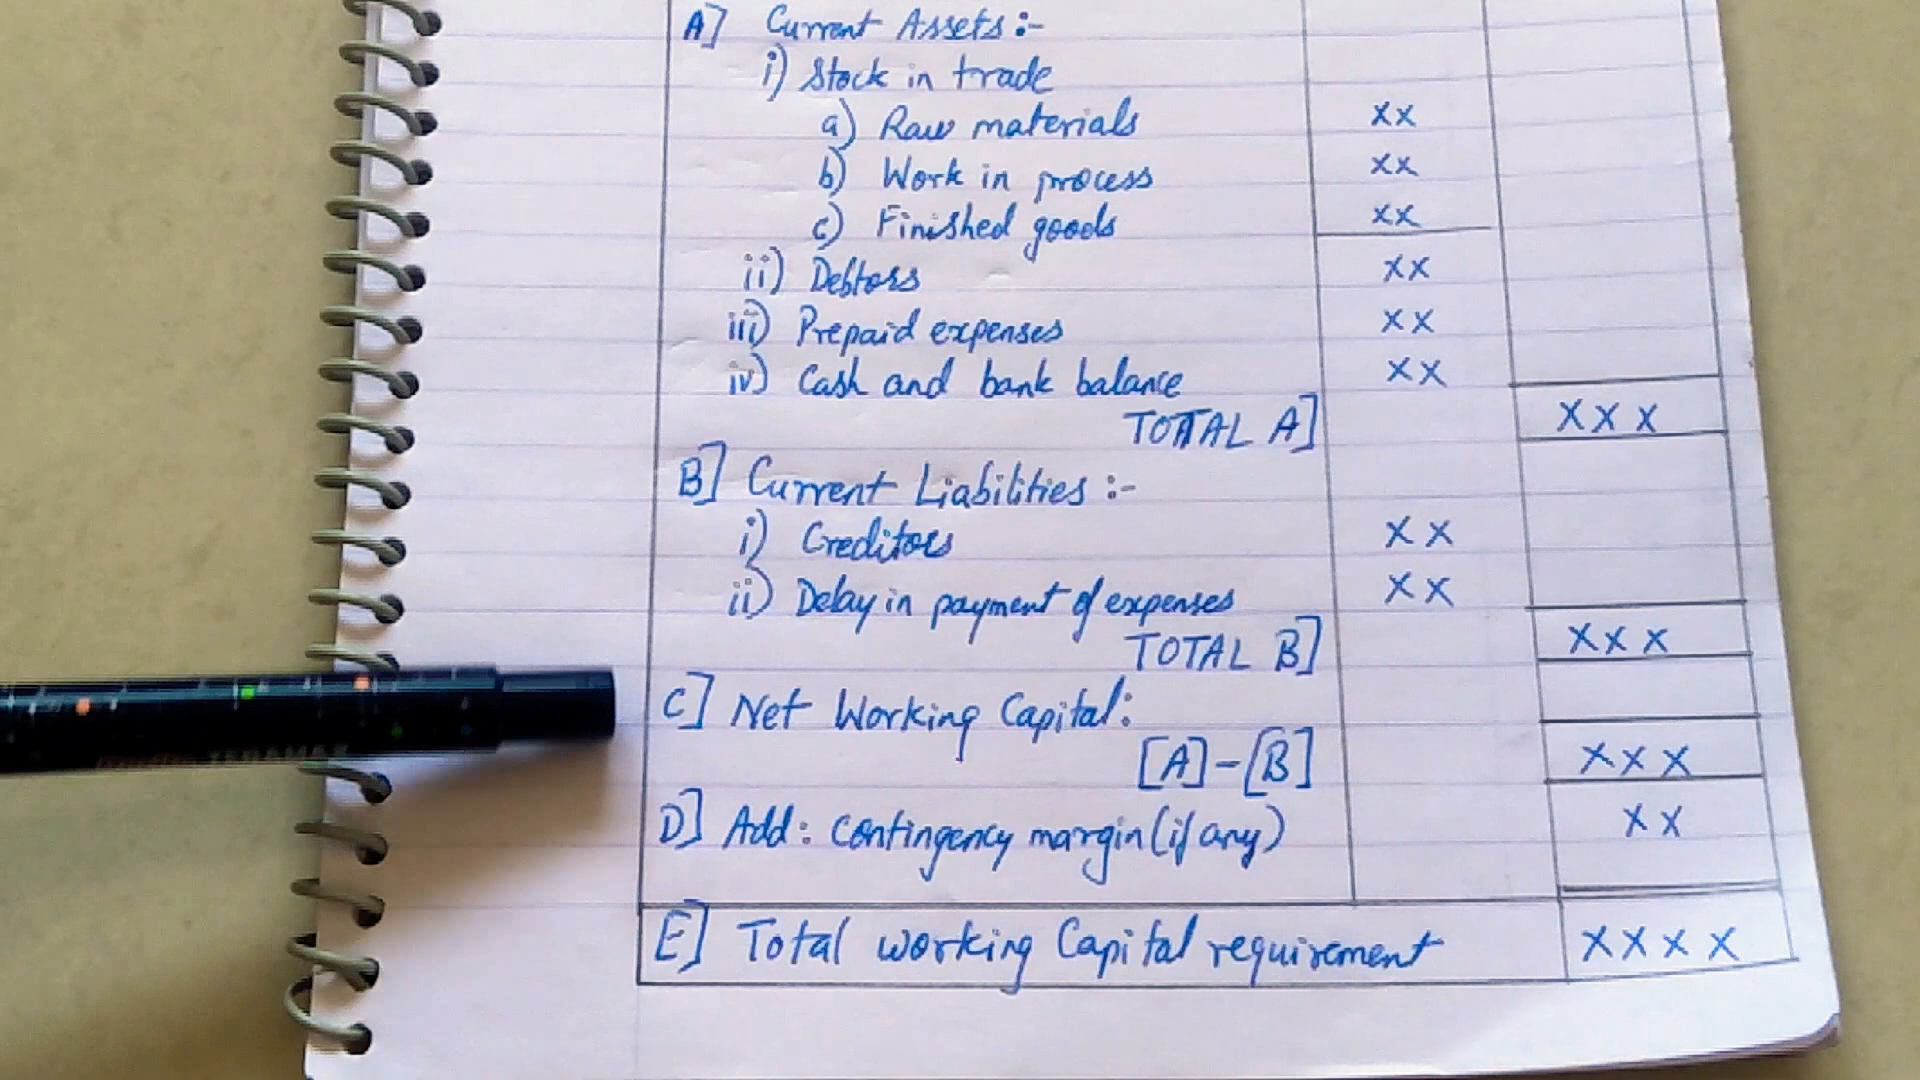 A] Current Assets :-
i) Stock in trade
a) Raw materials XX
b) Work in process XX
c) Finished goods XX
ii) Debtors XX
iii) Prepaid expenses XX
iv) Cash and bank balance XX
TOTAL A] XXX
B] Current Liabilities :-
i) Creditors XX
ii) Delay in payment of expenses XX
TOTAL B] XXX
C] Net Working Capital:
[A]-[B] XXX
D] Add: Contingency margin (if any) XX
E] Total working Capital requirement XXXX